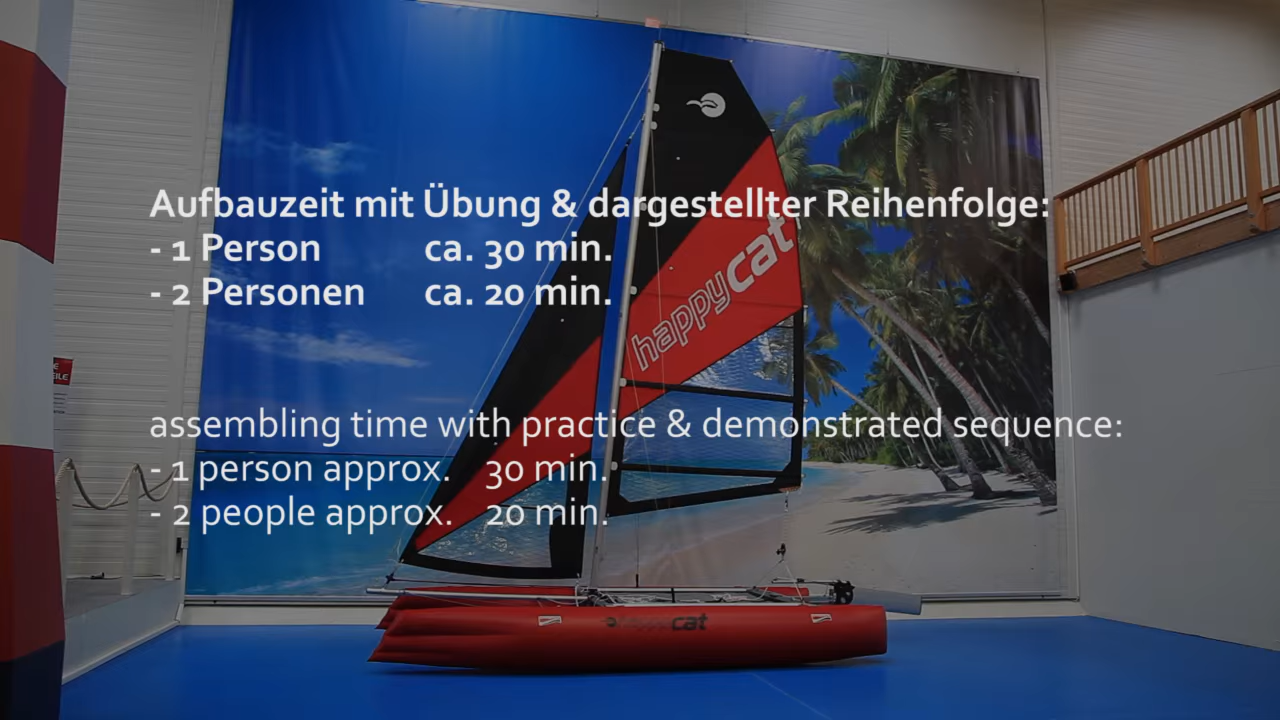 Aufbauzeit mit Übung & dargestellter Reihenfolge:
- 1 Person ca. 30 min.
- 2 Personen ca. 20 min.
happycat
assembling time with practice & demonstrated sequence:
- 1 person approx. 30 min.
- 2 people approx. 20 min.
cat